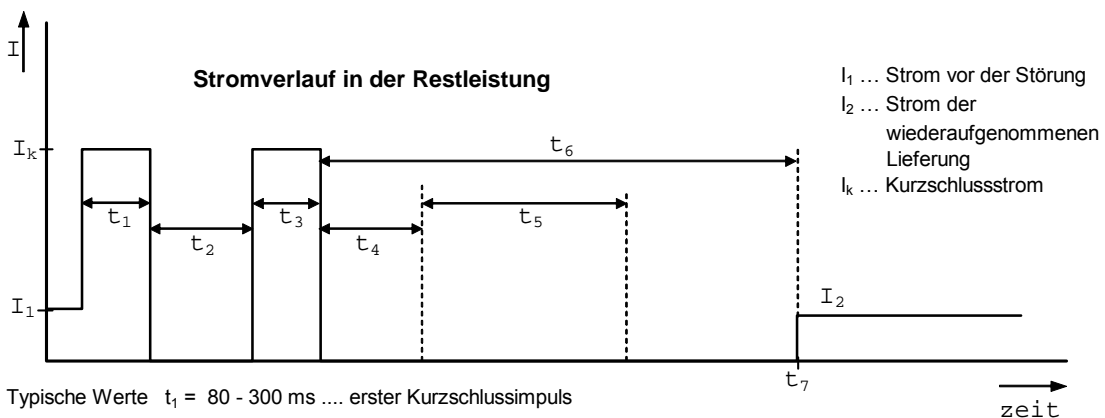 I
Stromverlauf in der Restleistung
I₁ … Strom vor der Störung
I₂ … Strom der
wiederaufgenommenen
Lieferung
Iₖ … Kurzschlussstrom
Iₖ
t₆
t₁
t₃
t₅
t₂
t₄
I₁
I₂
t₇
Typische Werte t₁ = 80 - 300 ms .... erster Kurzschlussimpuls
zeit